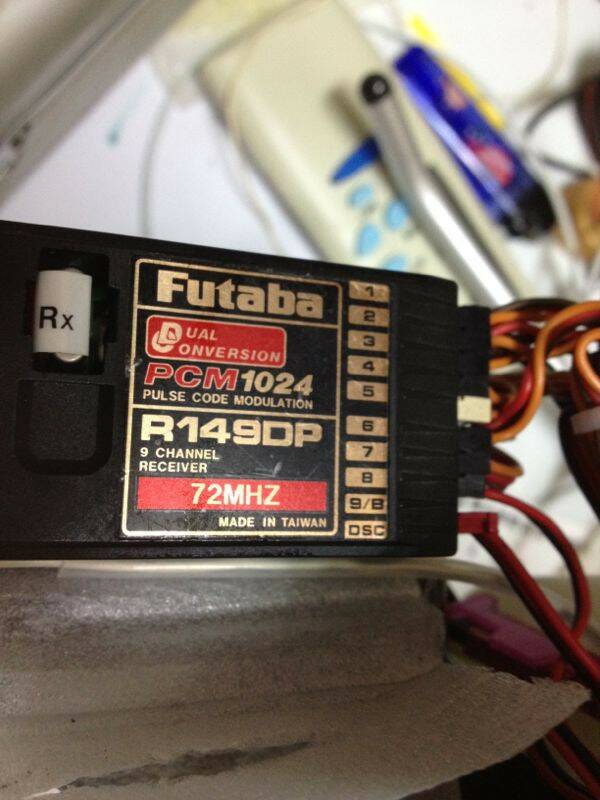 Rx
Futaba
DUAL
CONVERSION
PCM1024
PULSE CODE MODULATION
R149DP
9 CHANNEL
RECEIVER
72MHZ
MADE IN TAIWAN
1
2
3
4
5
6
7
8
9/B
DSC